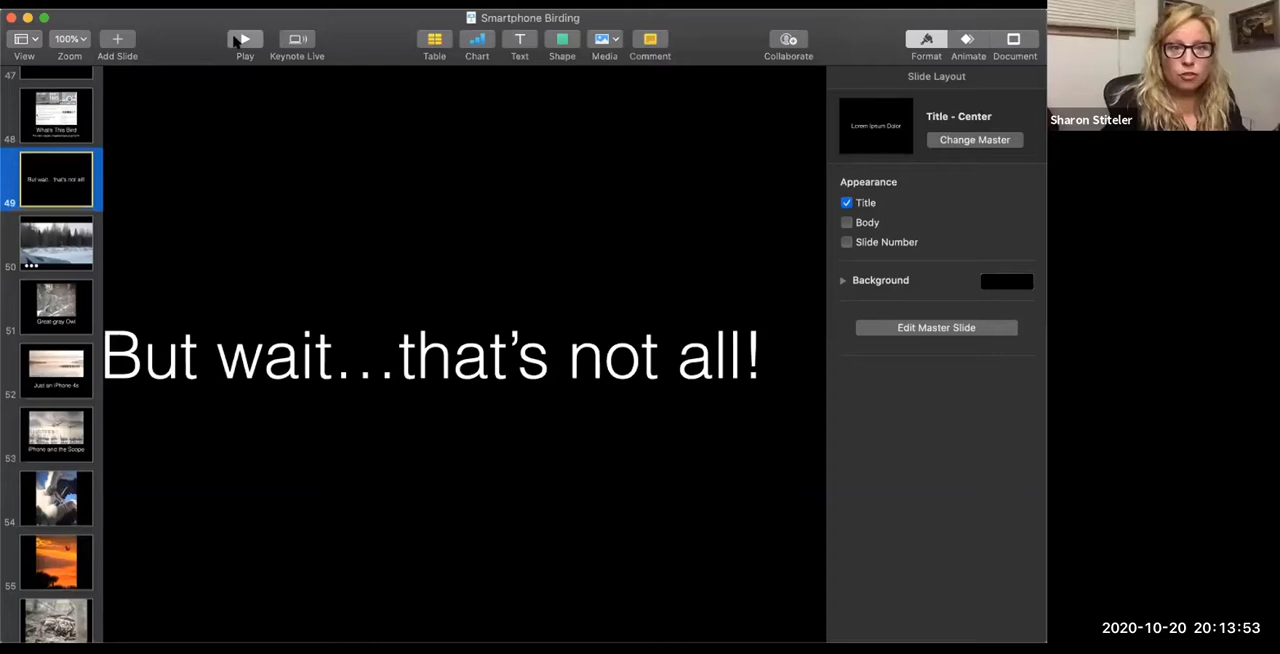 Smartphone Birding
100%
View
Zoom
Add Slide
Play
Keynote Live
Table
Chart
Text
Shape
Media
Comment
Collaborate
Format
Animate
Document
47
What's This Bird
48
But wait…that's not all!
49
50
Great-gray Owl
51
Just an iPhone 4s
52
iPhone and the Scope
53
54
55
But wait…that's not all!
Slide Layout
Lorem Ipsum Dolor
Title - Center
Change Master
Appearance
Title
Body
Slide Number
Background
Edit Master Slide
Sharon Stiteler
2020-10-20 20:13:53